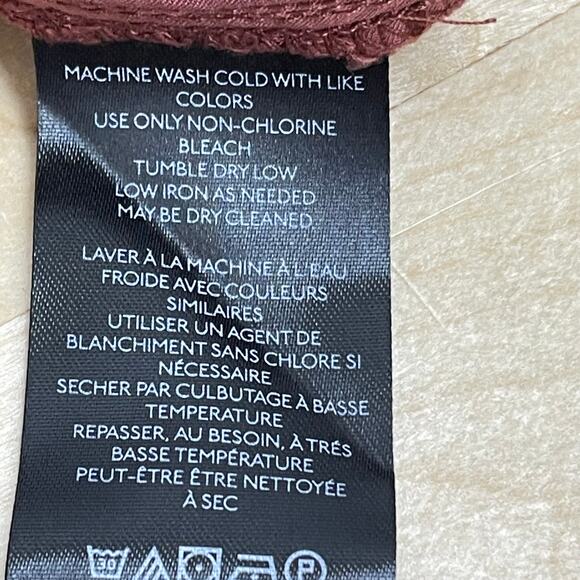 MACHINE WASH COLD WITH LIKE
COLORS
USE ONLY NON-CHLORINE
BLEACH
TUMBLE DRY LOW
LOW IRON AS NEEDED
MAY BE DRY CLEANED
LAVER À LA MACHINE À L'EAU
FROIDE AVEC COULEURS
SIMILAIRES
UTILISER UN AGENT DE
BLANCHIMENT SANS CHLORE SI
NÉCESSAIRE
SECHER PAR CULBUTAGE À BASSE
TEMPERATURE
REPASSER, AU BESOIN, À TRÉS
BASSE TEMPÉRATURE
PEUT-ÊTRE ÊTRE NETTOYÉE
À SEC
30 P